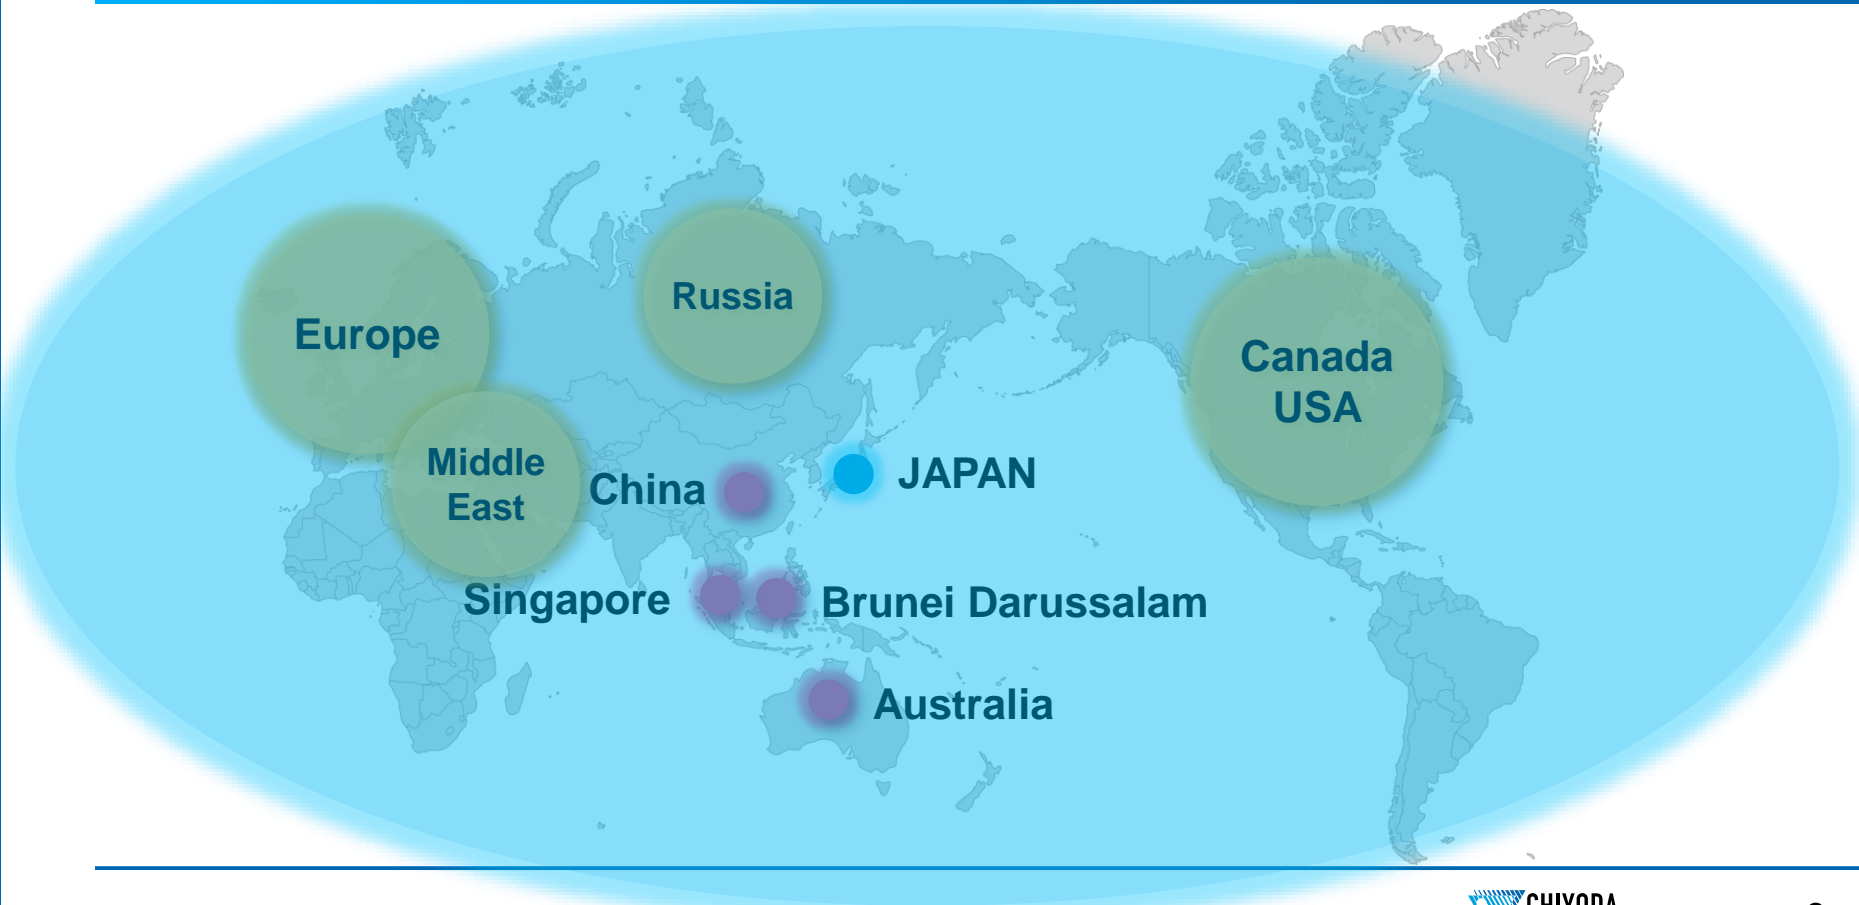 Russia
Europe
Canada
USA
Middle
East
China
JAPAN
Singapore
Brunei Darussalam
Australia
CHIYODA